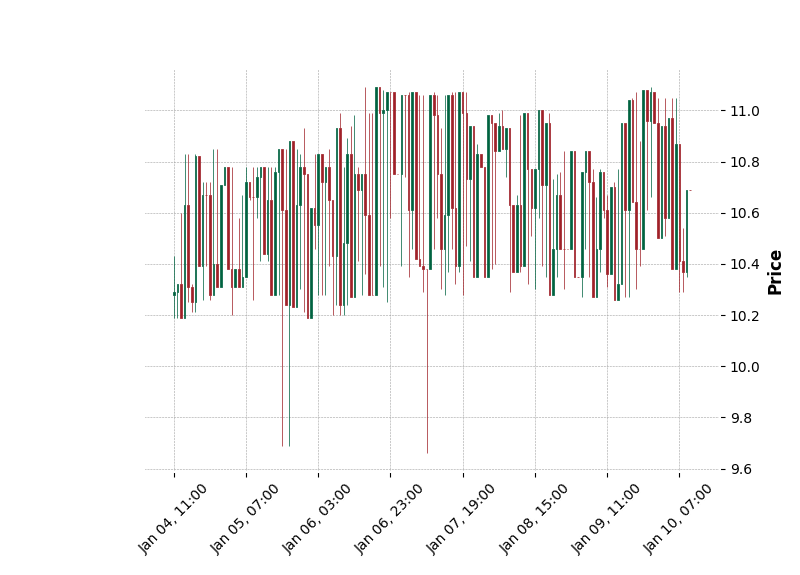 11.0
10.8
10.6
10.4
10.2
10.0
9.8
9.6
Price
Jan 04, 11:00
Jan 05, 07:00
Jan 06, 03:00
Jan 06, 23:00
Jan 07, 19:00
Jan 08, 15:00
Jan 09, 11:00
Jan 10, 07:00